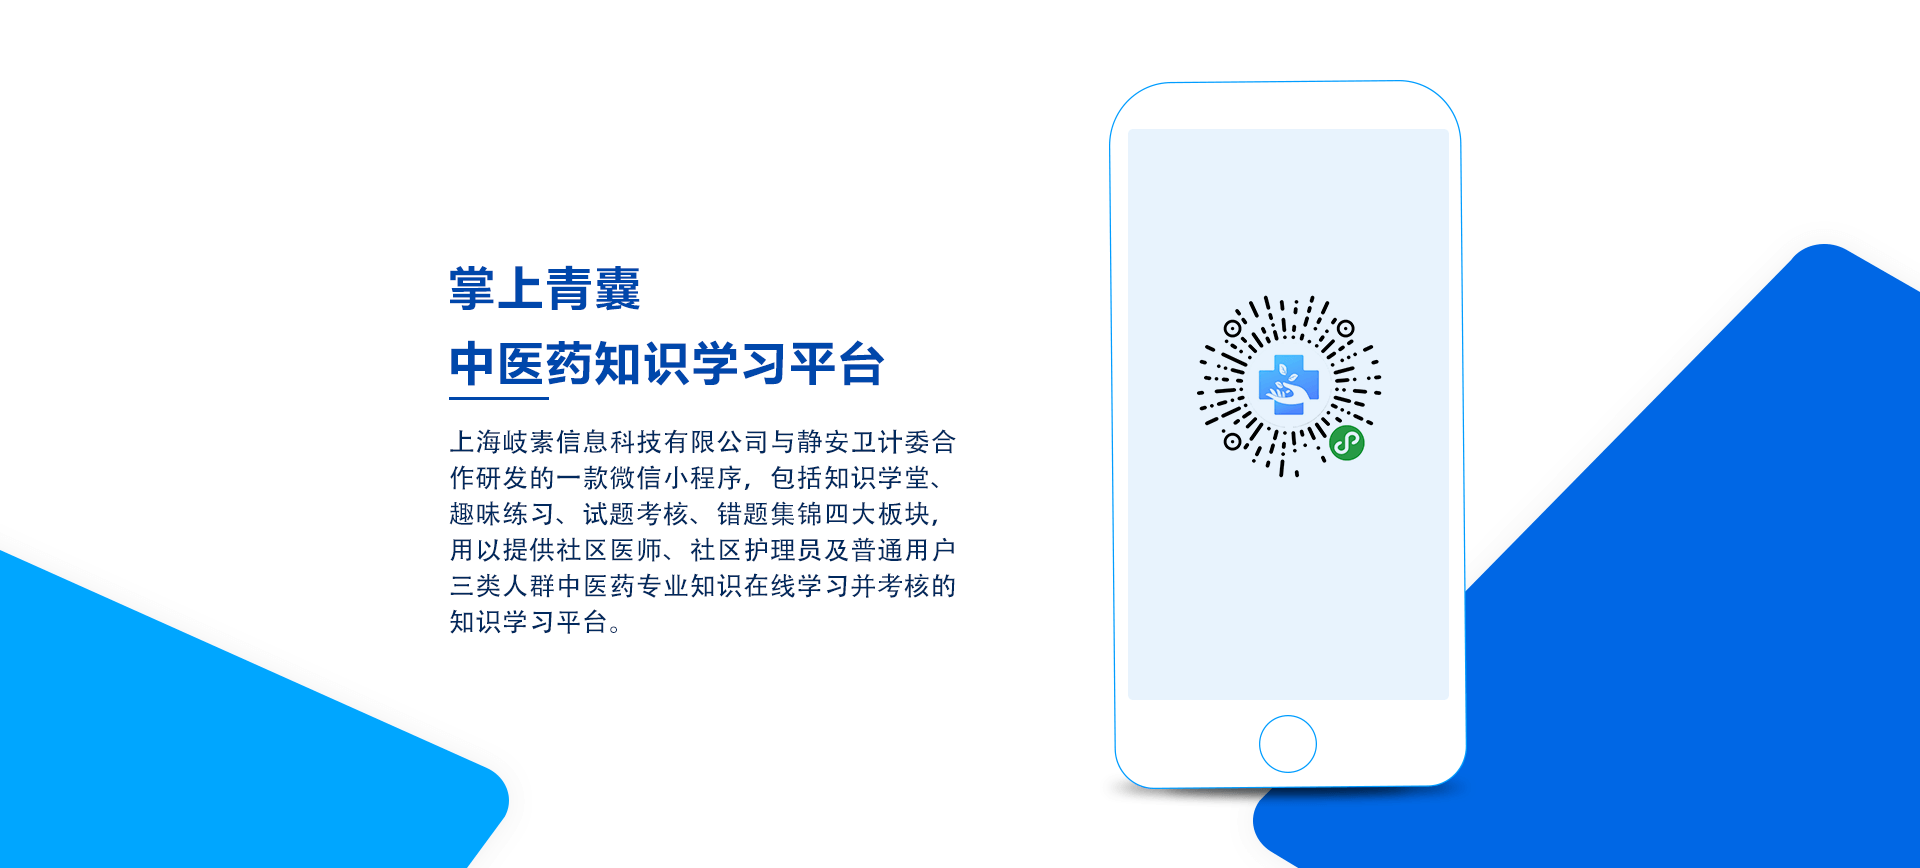 掌上青囊
中医药知识学习平台
上海岐素信息科技有限公司与静安卫计委合
作研发的一款微信小程序，包括知识学堂、
趣味练习、试题考核、错题集锦四大板块，
用以提供社区医师、社区护理员及普通用户
三类人群中医药专业知识在线学习并考核的
知识学习平台。